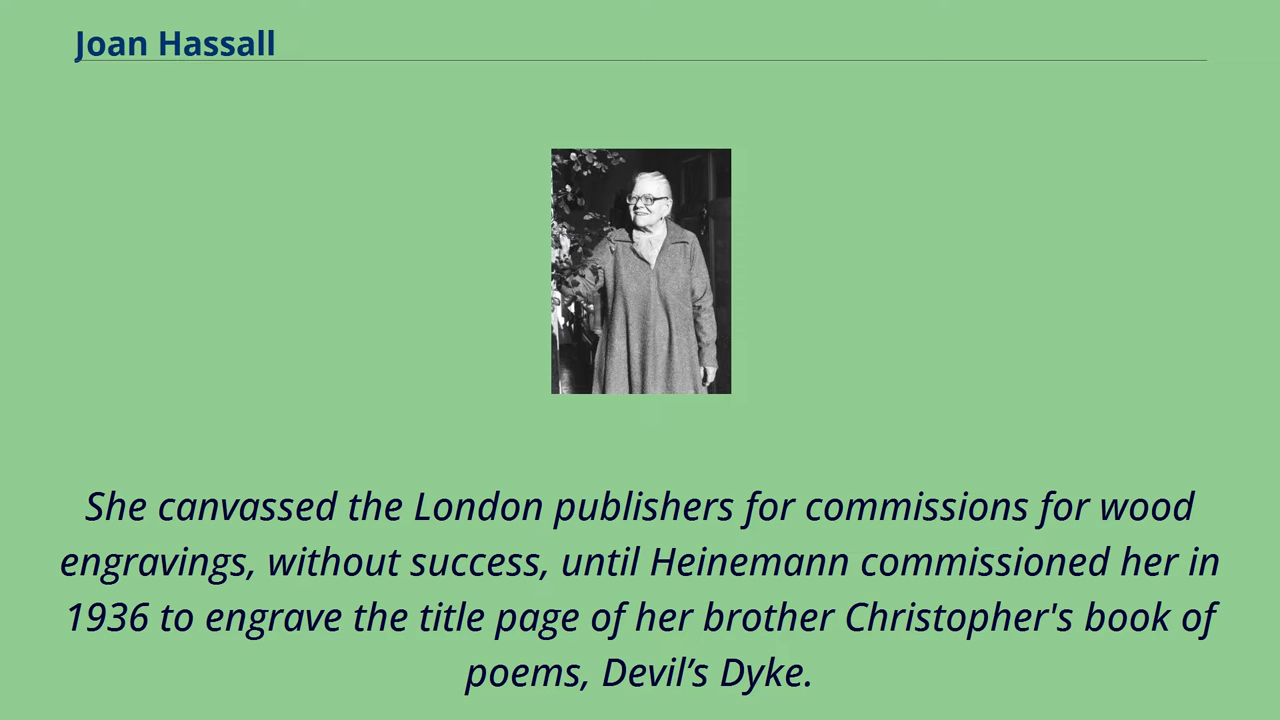 Joan Hassall
She canvassed the London publishers for commissions for wood
engravings, without success, until Heinemann commissioned her in
1936 to engrave the title page of her brother Christopher's book of
poems, Devil’s Dyke.